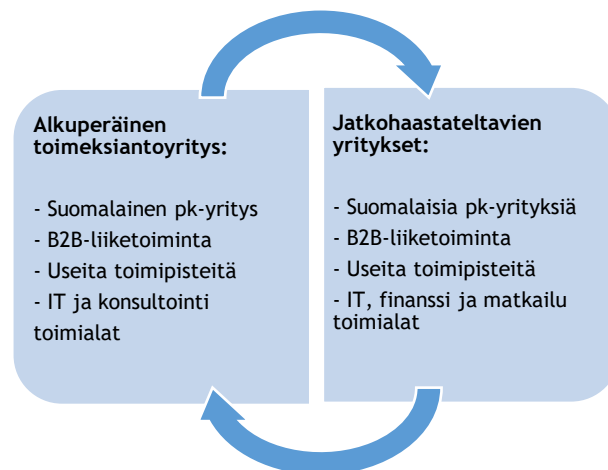 Alkuperäinen
toimeksiantoyritys:
- Suomalainen pk-yritys
- B2B-liiketoiminta
- Useita toimipisteitä
- IT ja konsultointi
toimialat
Jatkohaastateltavien
yritykset:
- Suomalaisia pk-yrityksiä
- B2B-liiketoiminta
- Useita toimipisteitä
- IT, finanssi ja matkailu
toimialat